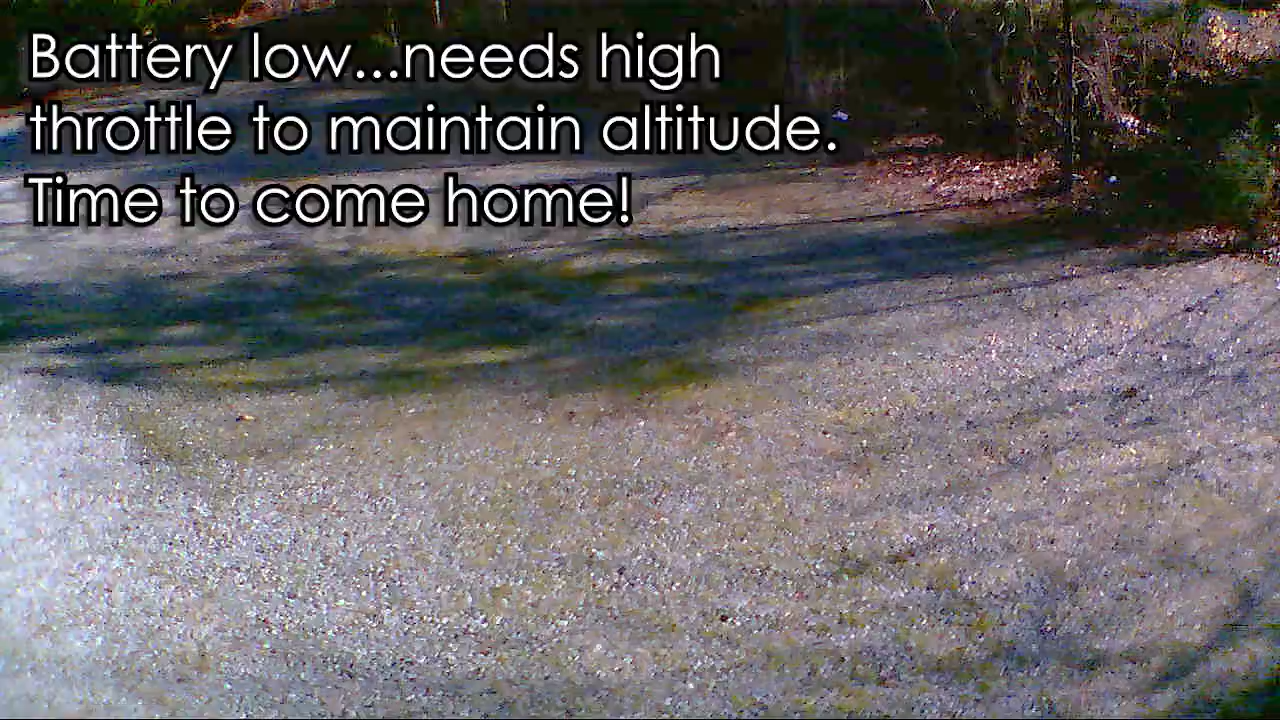 Battery low...needs high
throttle to maintain altitude.
Time to come home!